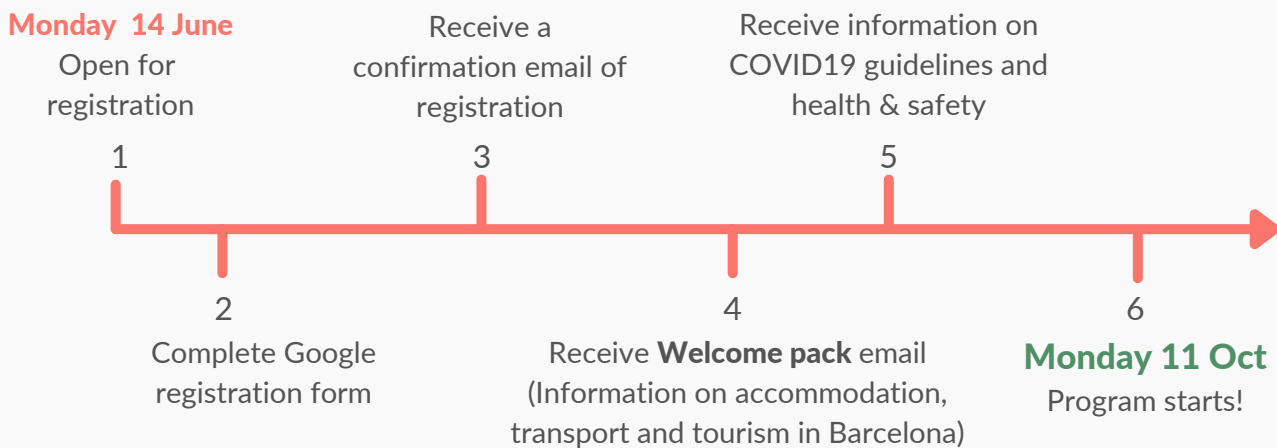 Monday 14 June
Open for
registration
1
2
Complete Google
registration form
Receive a
confirmation email of
registration
3
4
Receive Welcome pack email
(Information on accommodation,
transport and tourism in Barcelona)
Receive information on
COVID19 guidelines and
health & safety
5
6
Monday 11 Oct
Program starts!